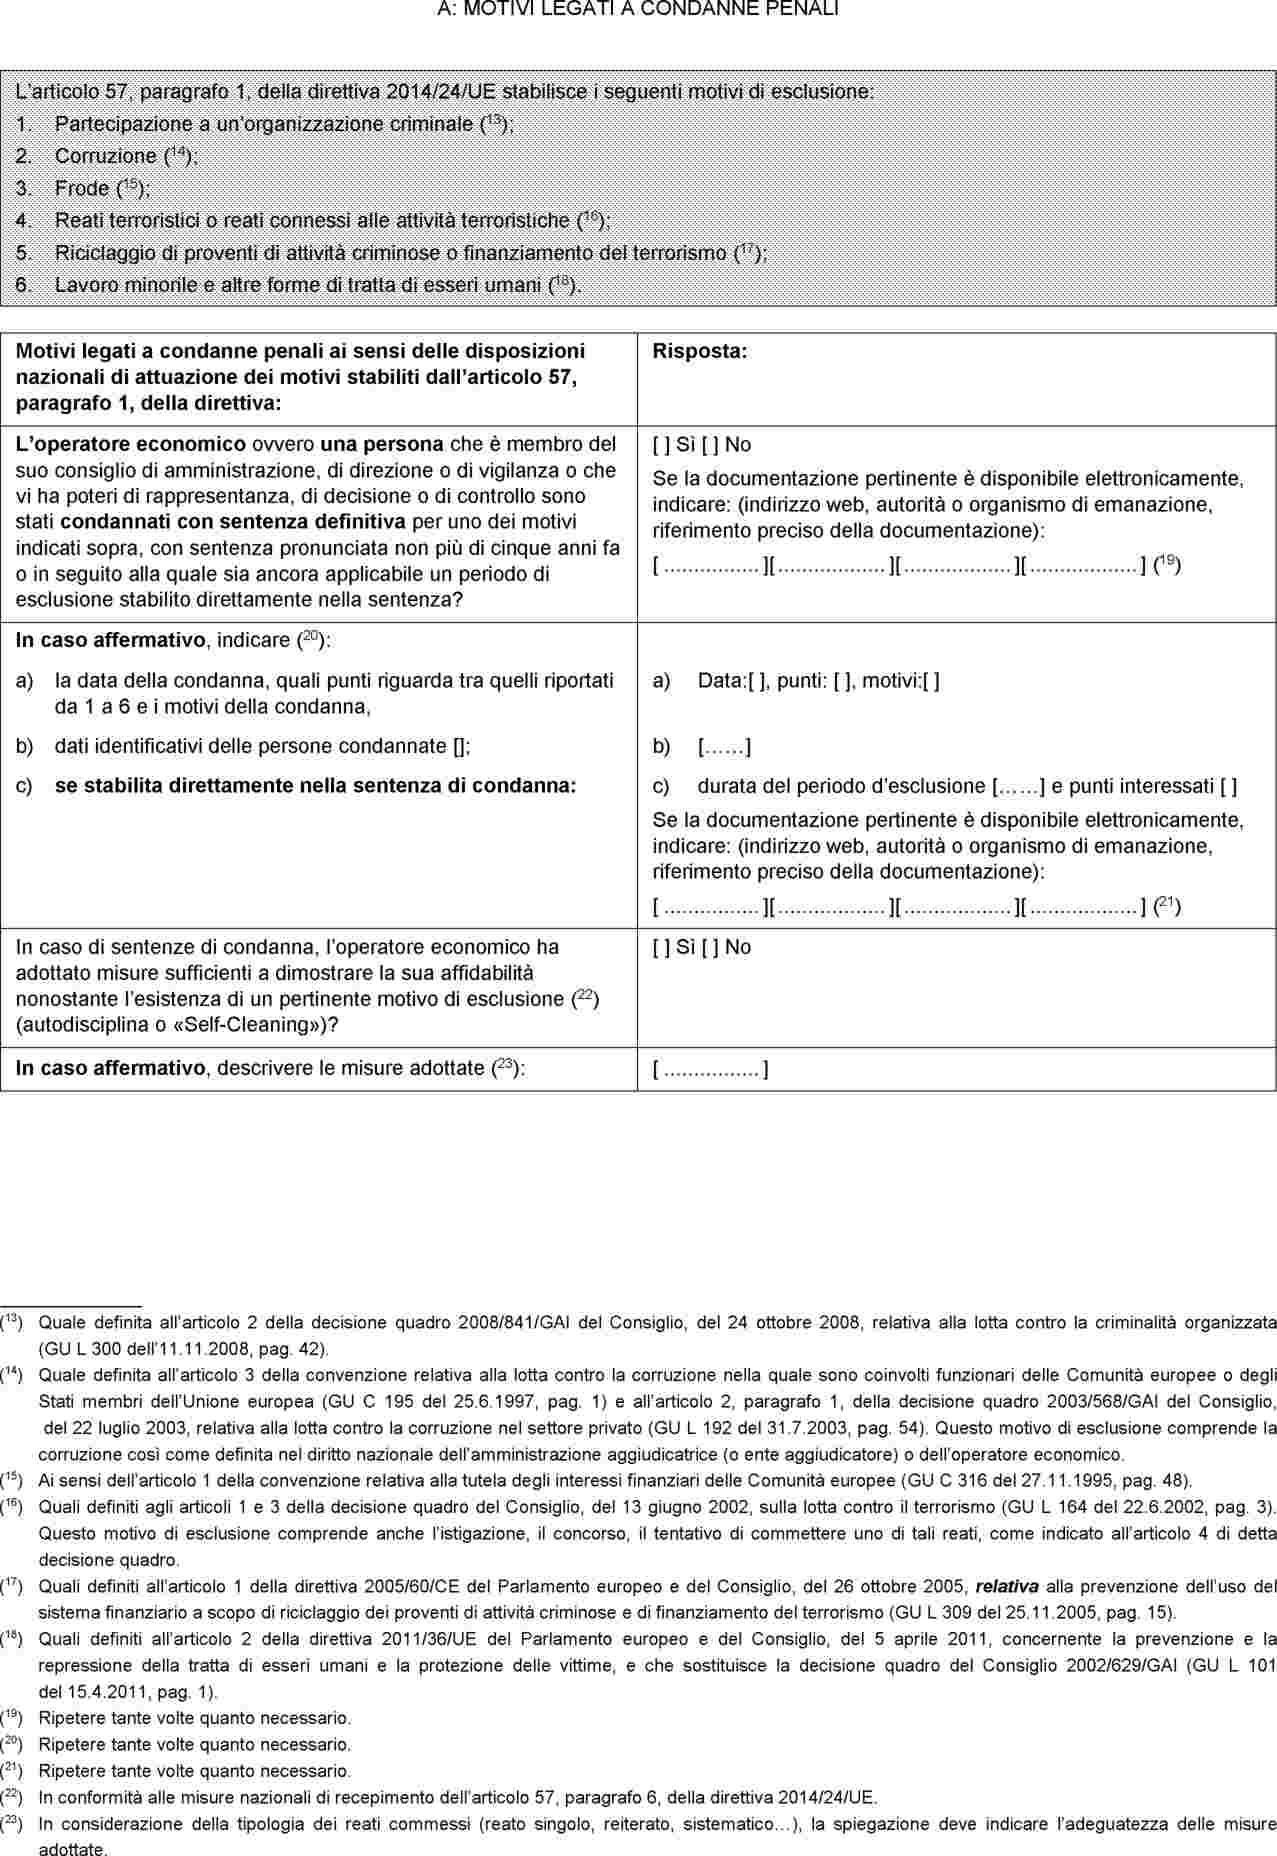 A: MOTIVI LEGATI A CONDANNE PENALI
L'articolo 57, paragrafo 1, della direttiva 2014/24/UE stabilisce i seguenti motivi di esclusione:
1. Partecipazione a un'organizzazione criminale (13);
2. Corruzione (14);
3. Frode (15);
4. Reati terroristici o reati connessi alle attività terroristiche (16);
5. Riciclaggio di proventi di attività criminose o finanziamento del terrorismo (17);
6. Lavoro minorile e altre forme di tratta di esseri umani (18).
Motivi legati a condanne penali ai sensi delle disposizioni
nazionali di attuazione dei motivi stabiliti dall'articolo 57,
paragrafo 1, della direttiva:
Risposta:
L'operatore economico ovvero una persona che è membro del
suo consiglio di amministrazione, di direzione o di vigilanza o che
vi ha poteri di rappresentanza, di decisione o di controllo sono
stati condannati con sentenza definitiva per uno dei motivi
indicati sopra, con sentenza pronunciata non più di cinque anni fa
o in seguito alla quale sia ancora applicabile un periodo di
esclusione stabilito direttamente nella sentenza?
[ ] Sì [ ] No
Se la documentazione pertinente è disponibile elettronicamente,
indicare: (indirizzo web, autorità o organismo di emanazione,
riferimento preciso della documentazione):
[ ................ ][ .................. ][ .................. ][ .................. ] (19)
In caso affermativo, indicare (20):
a) la data della condanna, quali punti riguarda tra quelli riportati
da 1 a 6 e i motivi della condanna,
b) dati identificativi delle persone condannate [];
c) se stabilita direttamente nella sentenza di condanna:
a) Data:[ ], punti: [ ], motivi:[ ]
b) [……]
c) durata del periodo d'esclusione [……] e punti interessati [ ]
Se la documentazione pertinente è disponibile elettronicamente,
indicare: (indirizzo web, autorità o organismo di emanazione,
riferimento preciso della documentazione):
[ ................ ][ .................. ][ .................. ][ .................. ] (21)
In caso di sentenze di condanna, l'operatore economico ha
adottato misure sufficienti a dimostrare la sua affidabilità
nonostante l'esistenza di un pertinente motivo di esclusione (22)
(autodisciplina o «Self-Cleaning»)?
[ ] Sì [ ] No
In caso affermativo, descrivere le misure adottate (23):
[ ................ ]
(13) Quale definita all'articolo 2 della decisione quadro 2008/841/GAI del Consiglio, del 24 ottobre 2008, relativa alla lotta contro la criminalità organizzata
(GU L 300 dell'11.11.2008, pag. 42).
(14) Quale definita all'articolo 3 della convenzione relativa alla lotta contro la corruzione nella quale sono coinvolti funzionari delle Comunità europee o degli
Stati membri dell'Unione europea (GU C 195 del 25.6.1997, pag. 1) e all'articolo 2, paragrafo 1, della decisione quadro 2003/568/GAI del Consiglio,
del 22 luglio 2003, relativa alla lotta contro la corruzione nel settore privato (GU L 192 del 31.7.2003, pag. 54). Questo motivo di esclusione comprende la
corruzione così come definita nel diritto nazionale dell'amministrazione aggiudicatrice (o ente aggiudicatore) o dell'operatore economico.
(15) Ai sensi dell'articolo 1 della convenzione relativa alla tutela degli interessi finanziari delle Comunità europee (GU C 316 del 27.11.1995, pag. 48).
(16) Quali definiti agli articoli 1 e 3 della decisione quadro del Consiglio, del 13 giugno 2002, sulla lotta contro il terrorismo (GU L 164 del 22.6.2002, pag. 3).
Questo motivo di esclusione comprende anche l'istigazione, il concorso, il tentativo di commettere uno di tali reati, come indicato all'articolo 4 di detta
decisione quadro.
(17) Quali definiti all'articolo 1 della direttiva 2005/60/CE del Parlamento europeo e del Consiglio, del 26 ottobre 2005, relativa alla prevenzione dell'uso del
sistema finanziario a scopo di riciclaggio dei proventi di attività criminose e di finanziamento del terrorismo (GU L 309 del 25.11.2005, pag. 15).
(18) Quali definiti all'articolo 2 della direttiva 2011/36/UE del Parlamento europeo e del Consiglio, del 5 aprile 2011, concernente la prevenzione e la
repressione della tratta di esseri umani e la protezione delle vittime, e che sostituisce la decisione quadro del Consiglio 2002/629/GAI (GU L 101
del 15.4.2011, pag. 1).
(19) Ripetere tante volte quanto necessario.
(20) Ripetere tante volte quanto necessario.
(21) Ripetere tante volte quanto necessario.
(22) In conformità alle misure nazionali di recepimento dell'articolo 57, paragrafo 6, della direttiva 2014/24/UE.
(23) In considerazione della tipologia dei reati commessi (reato singolo, reiterato, sistematico…), la spiegazione deve indicare l'adeguatezza delle misure
adottate.